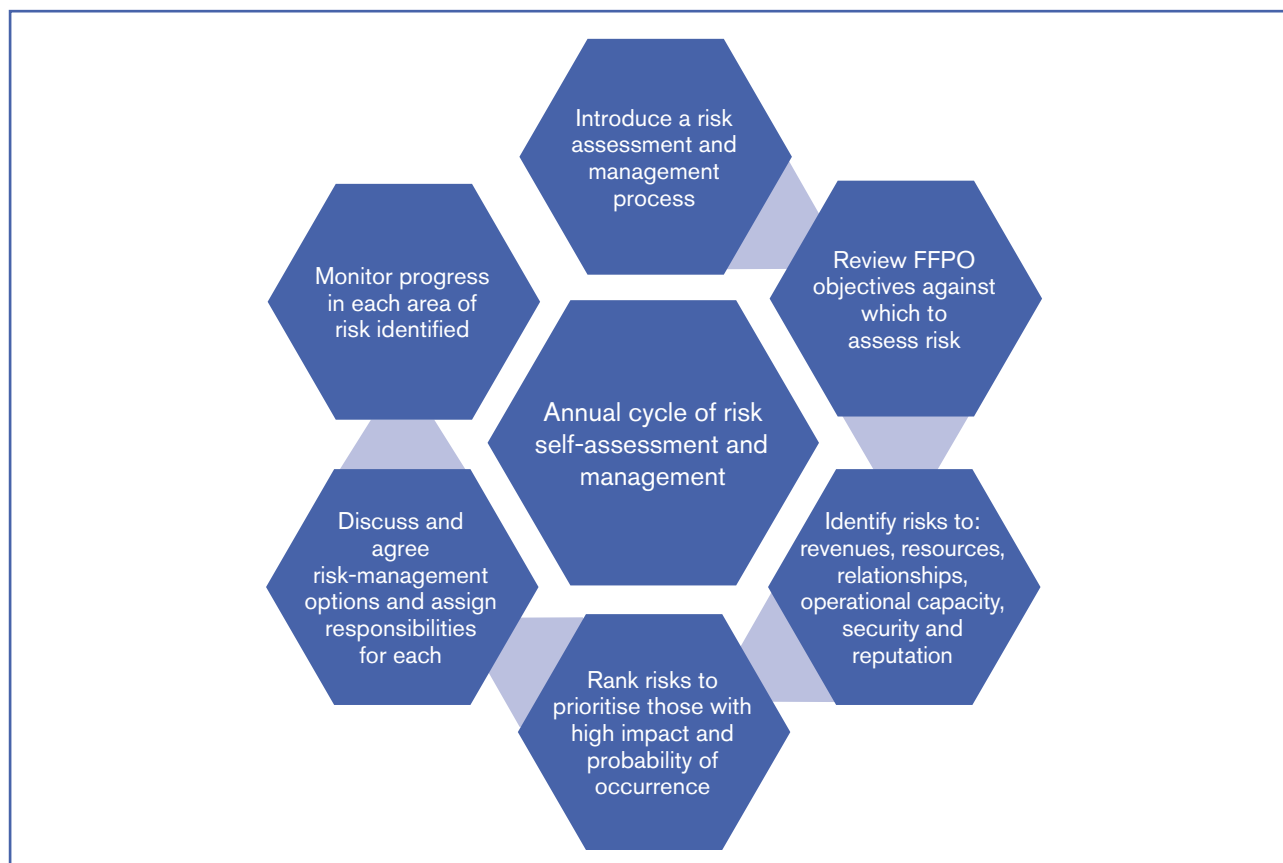 Introduce a risk
assessment and
management
process
Review FFPO
objectives against
which to
assess risk
Identify risks to:
revenues, resources,
relationships,
operational capacity,
security and
reputation
Rank risks to
prioritise those with
high impact and
probability of
occurrence
Discuss and
agree
risk-management
options and assign
responsibilities
for each
Monitor progress
in each area of
risk identified
Annual cycle of risk
self-assessment and
management